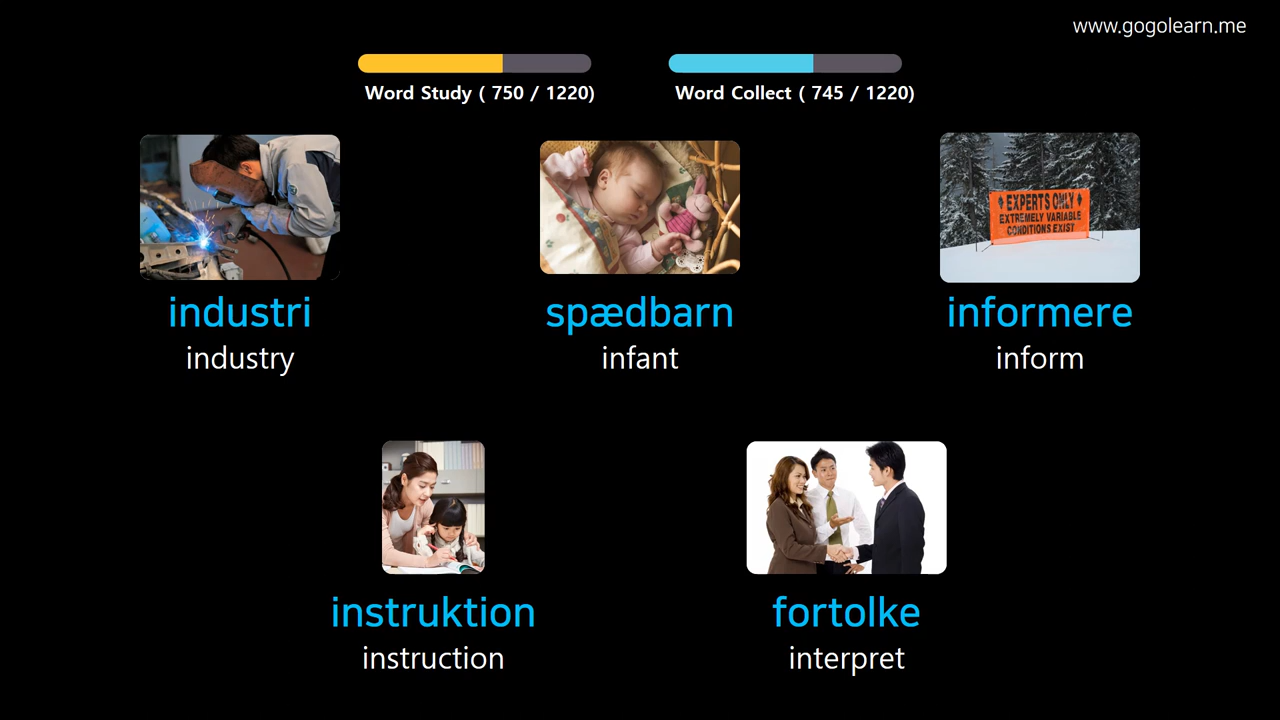 www.gogolearn.me
Word Study ( 750 / 1220)
Word Collect ( 745 / 1220)
EXPERTS ONLY
EXTREMELY VARIABLE
CONDITIONS EXIST
industri
industry
spædbarn
infant
informere
inform
instruktion
instruction
fortolke
interpret